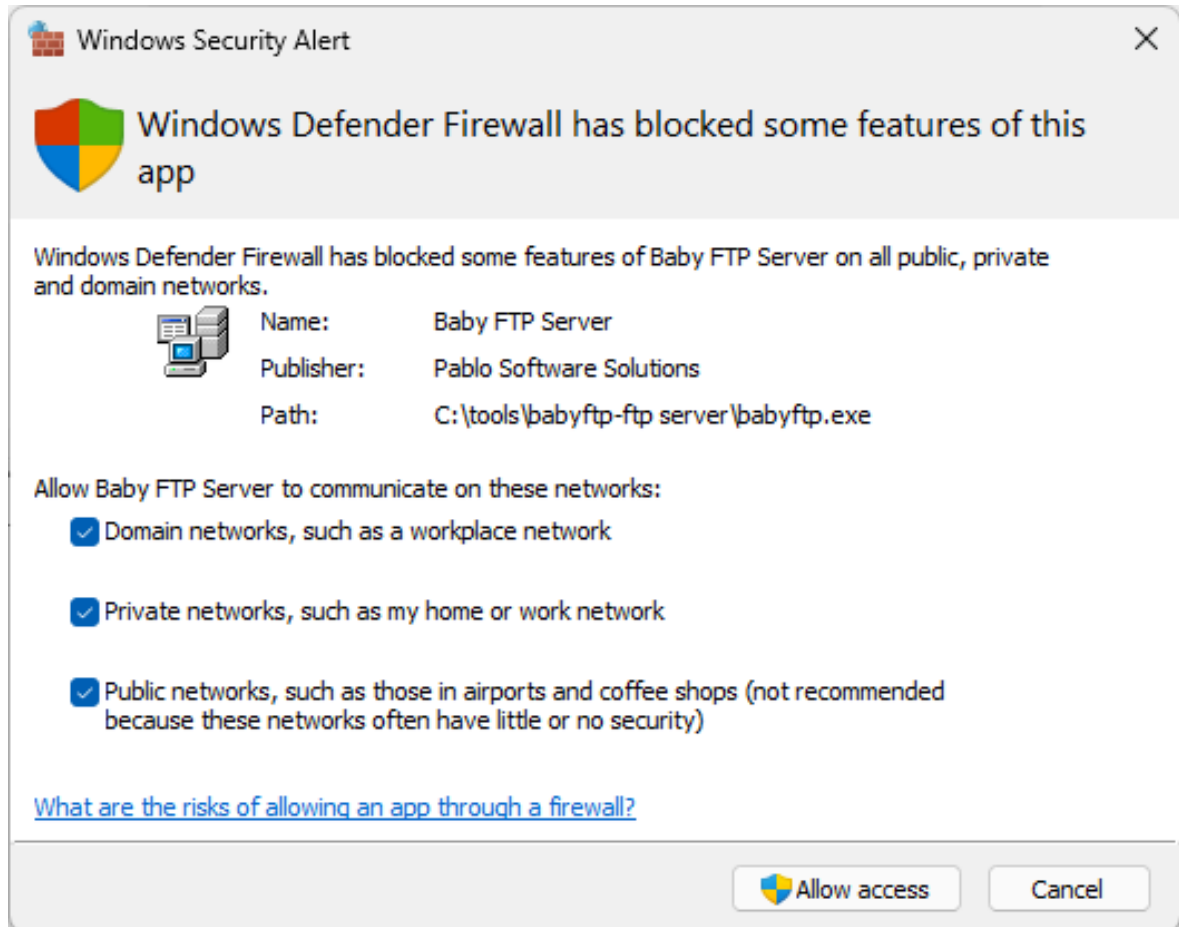 Windows Security Alert
Windows Defender Firewall has blocked some features of this
app
Windows Defender Firewall has blocked some features of Baby FTP Server on all public, private
and domain networks.
Name: Baby FTP Server
Publisher: Pablo Software Solutions
Path: C:\tools\babyftp-ftp server\babyftp.exe
Allow Baby FTP Server to communicate on these networks:
Domain networks, such as a workplace network
Private networks, such as my home or work network
Public networks, such as those in airports and coffee shops (not recommended
because these networks often have little or no security)
What are the risks of allowing an app through a firewall?
Allow access Cancel